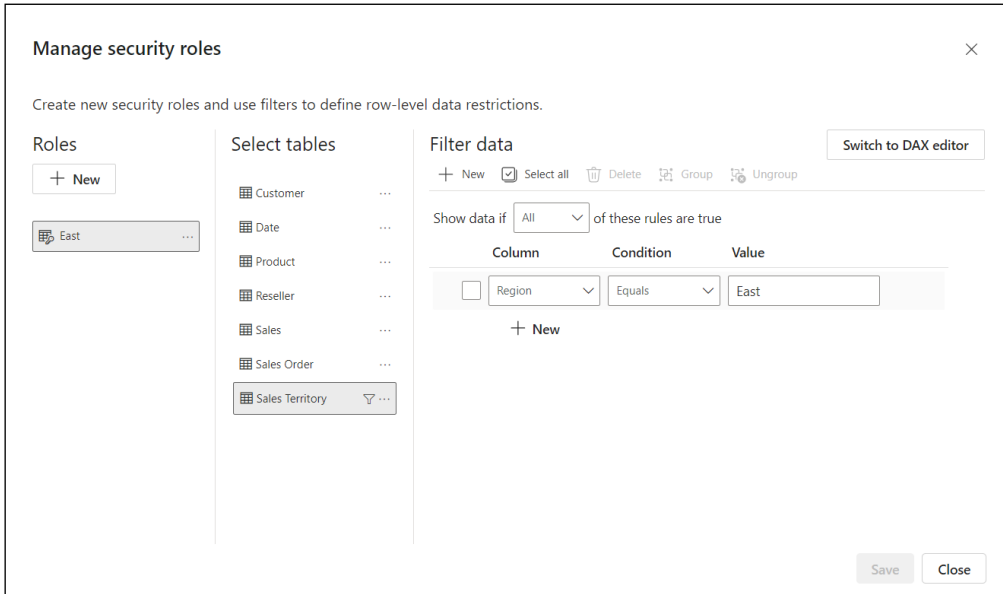 Manage security roles
Create new security roles and use filters to define row-level data restrictions.
Roles
New
East
Select tables
Customer
Date
Product
Reseller
Sales
Sales Order
Sales Territory
Filter data
Switch to DAX editor
New Select all Delete Group Ungroup
Show data if All of these rules are true
Column Condition Value
Region Equals East
New
Save Close